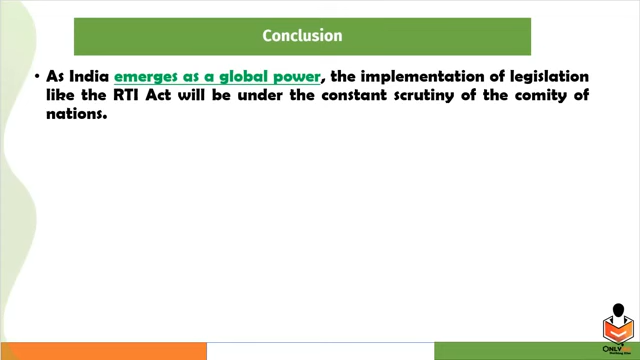 Conclusion
• As India emerges as a global power, the implementation of legislation
like the RTI Act will be under the constant scrutiny of the comity of
nations.
ONLY